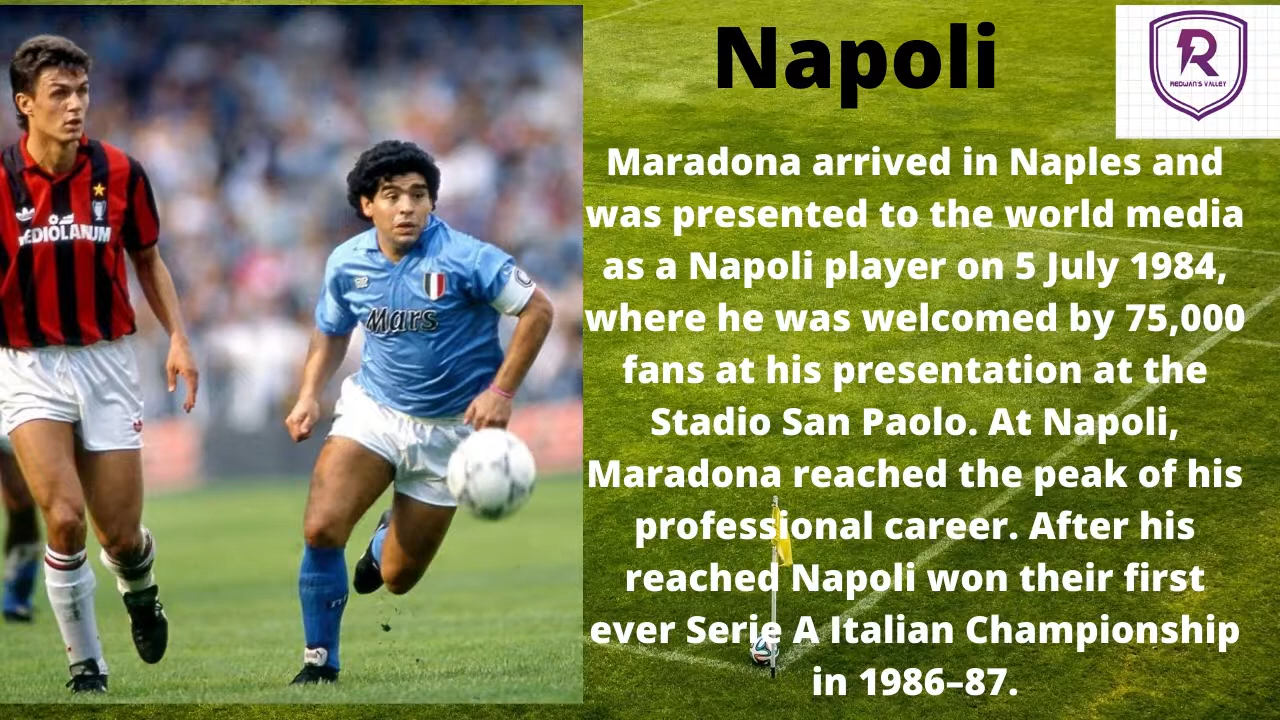 Napoli
R
REDWAN'S VALLEY
Maradona arrived in Naples and
was presented to the world media
as a Napoli player on 5 July 1984,
where he was welcomed by 75,000
fans at his presentation at the
Stadio San Paolo. At Napoli,
Maradona reached the peak of his
professional career. After his
reached Napoli won their first
ever Serie A Italian Championship
in 1986–87.
MEDIOLANUM
Mars